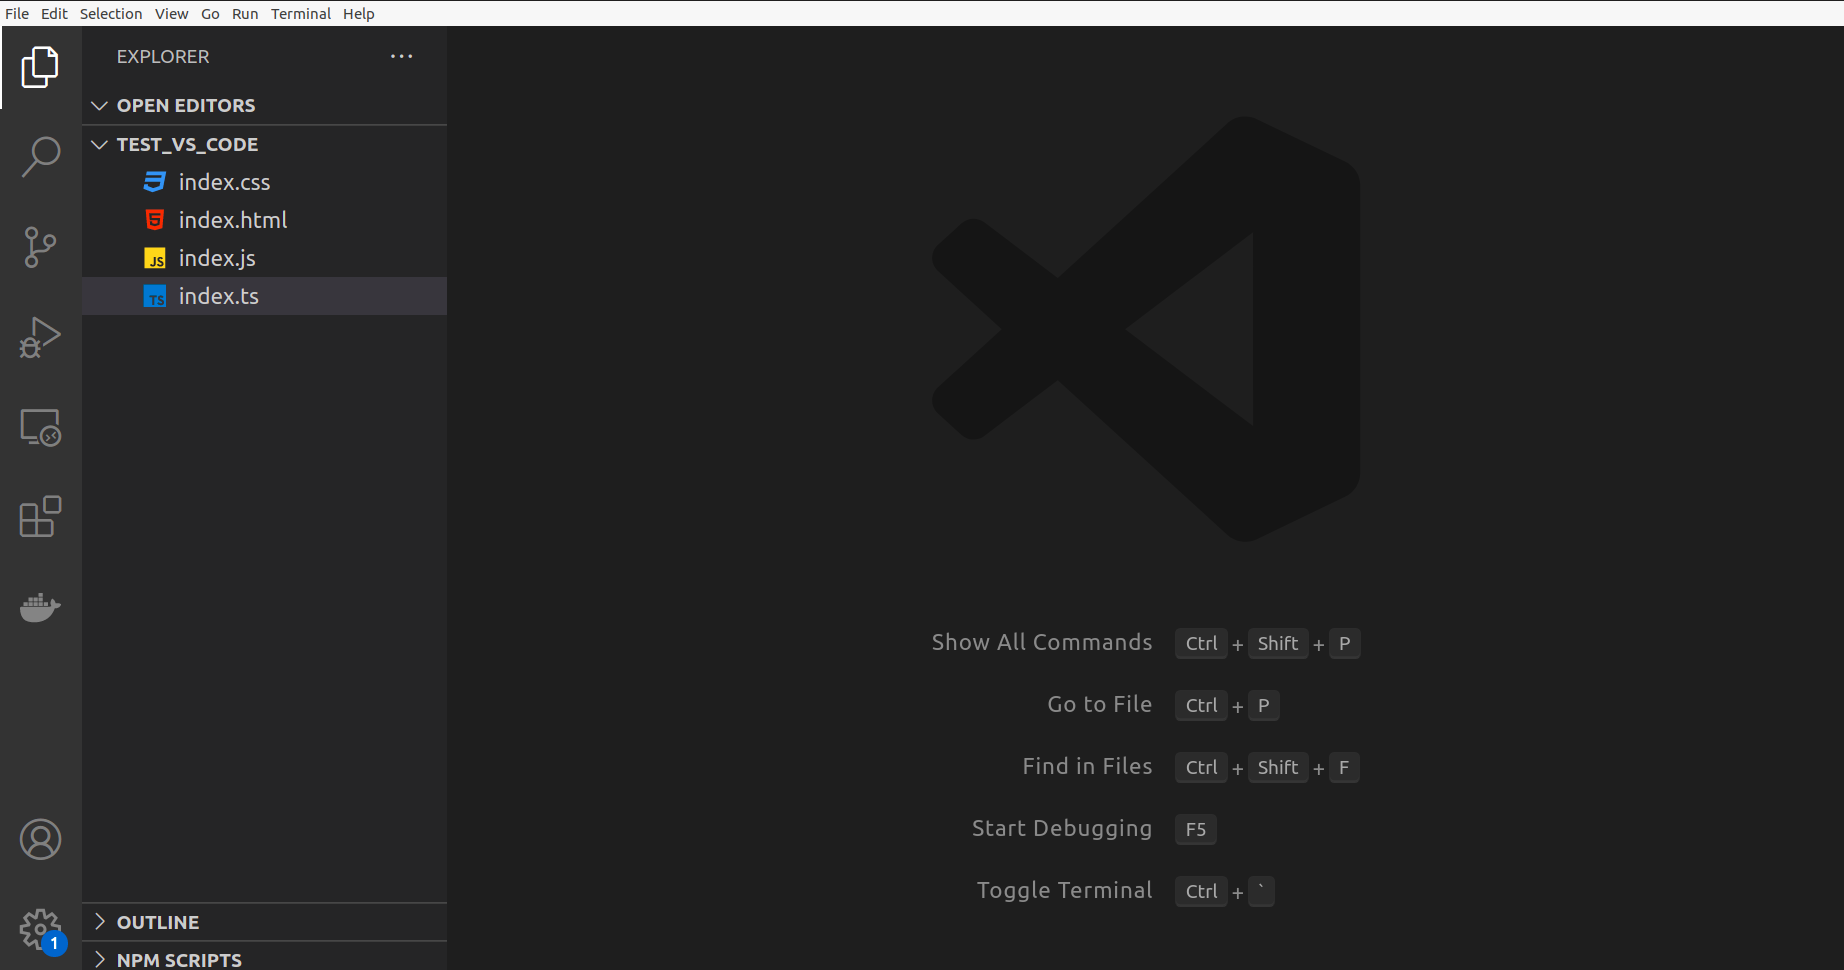 File Edit Selection View Go Run Terminal Help
EXPLORER
OPEN EDITORS
TEST_VS_CODE
index.css
5 index.html
JS index.js
TS index.ts
OUTLINE
NPM SCRIPTS
1
Show All Commands Ctrl + Shift + P
Go to File Ctrl + P
Find in Files Ctrl + Shift + F
Start Debugging F5
Toggle Terminal Ctrl + `